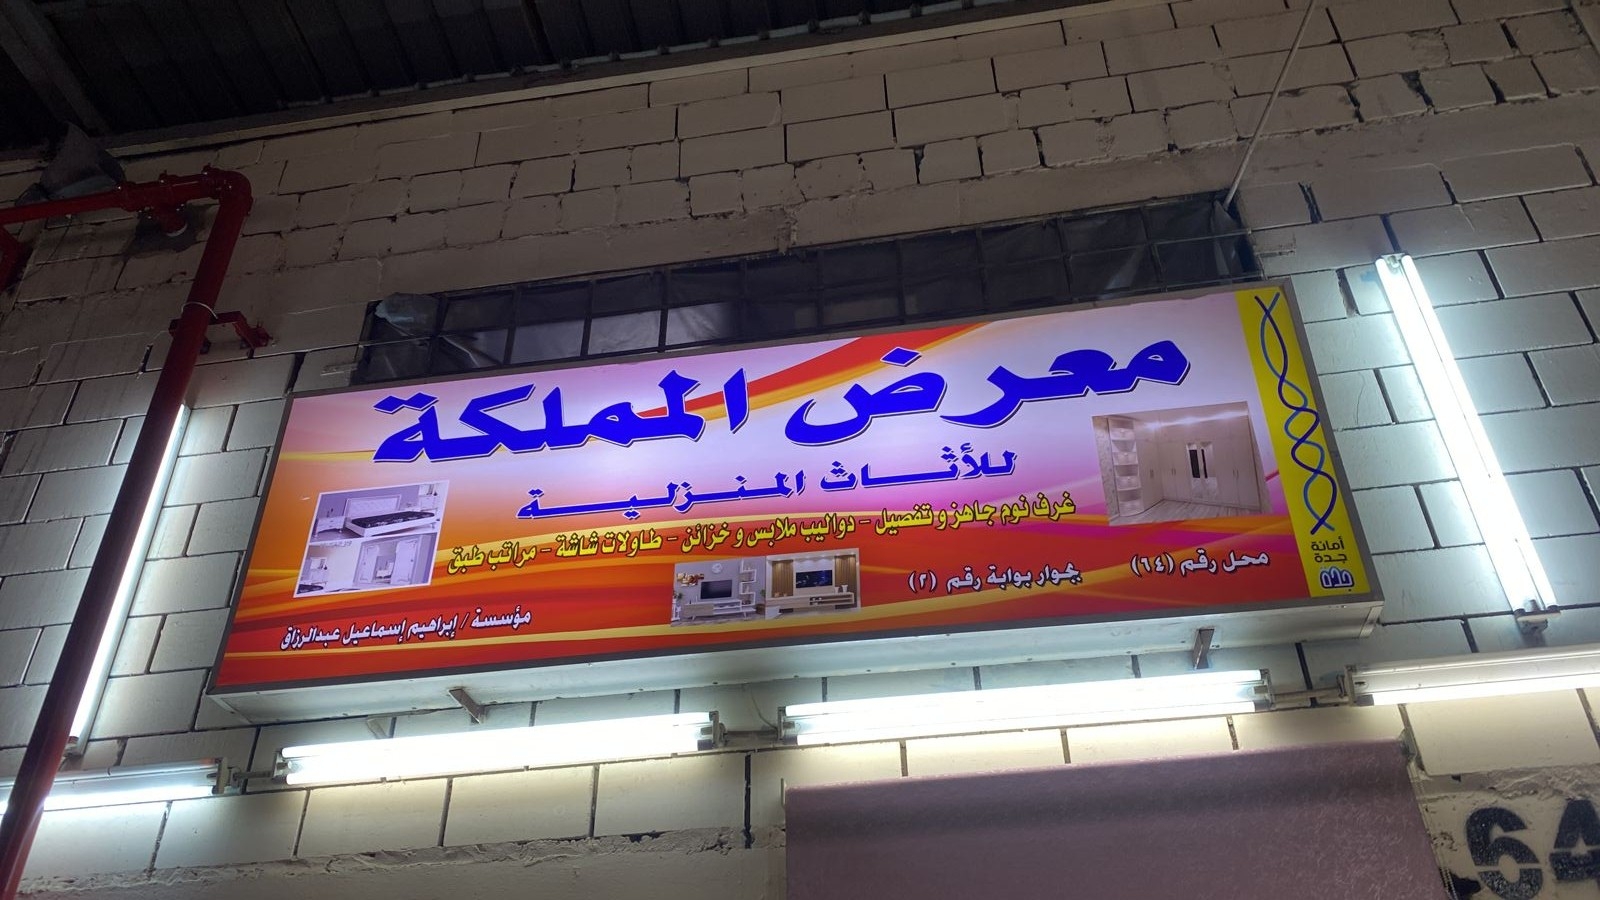 معرض المملكة
للأثاث المنزلية
غرف نوم جاهز و تفصيل - دواليب ملابس و خزائن - طاولات شاشة - مراتب طبق
محل رقم (٦٤)
بجوار بوابة رقم (٢)
مؤسسة / إبراهيم إسماعيل عبدالرزاق
أمانة
جدة
جدة
64